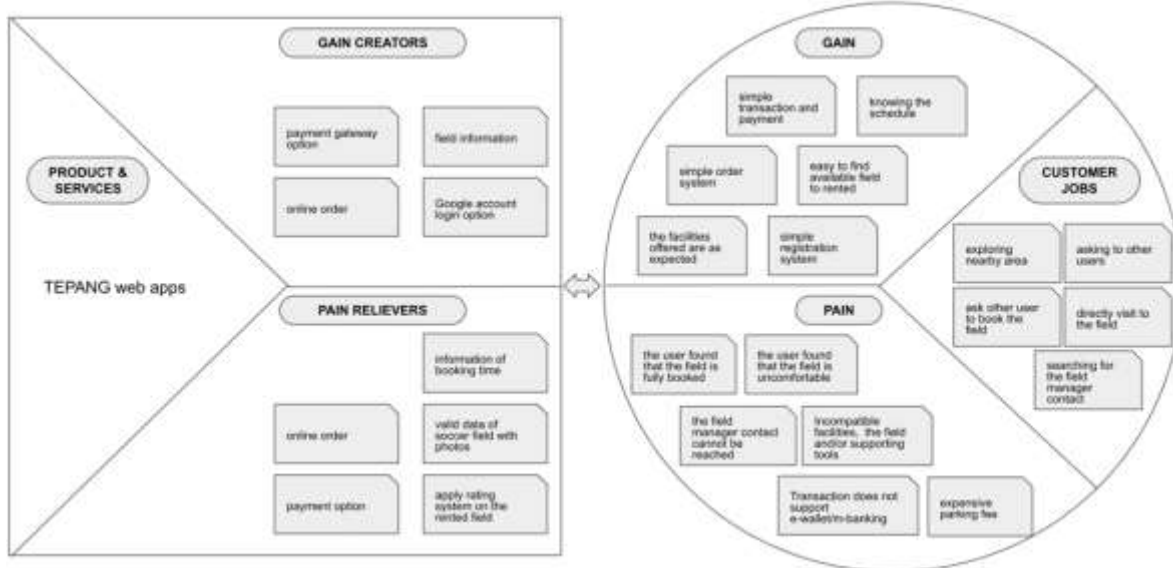 GAIN CREATORS
payment gateway
option
field information
online order
Google account
login option
PRODUCT &
SERVICES
TEPANG web apps
PAIN RELIEVERS
information of
booking time
online order
valid data of
soccer field with
photos
payment option
apply rating
system on the
rented field
GAIN
simple
transaction and
payment
knowing the
schedule
simple order
system
easy to find
available field
to rented
the facilities
offered are as
expected
simple
registration
system
CUSTOMER
JOBS
exploring
nearby area
asking to other
users
ask other user
to book the
field
directly visit to
the field
searching for
the field
manager
contact
PAIN
the user found
that the field is
fully booked
the user found
that the field is
uncomfortable
the field
manager contact
cannot be
reached
Incompatible
facilities, the field
and/or supporting
tools
Transaction does not
support
e-wallet/m-banking
expensive
parking fee